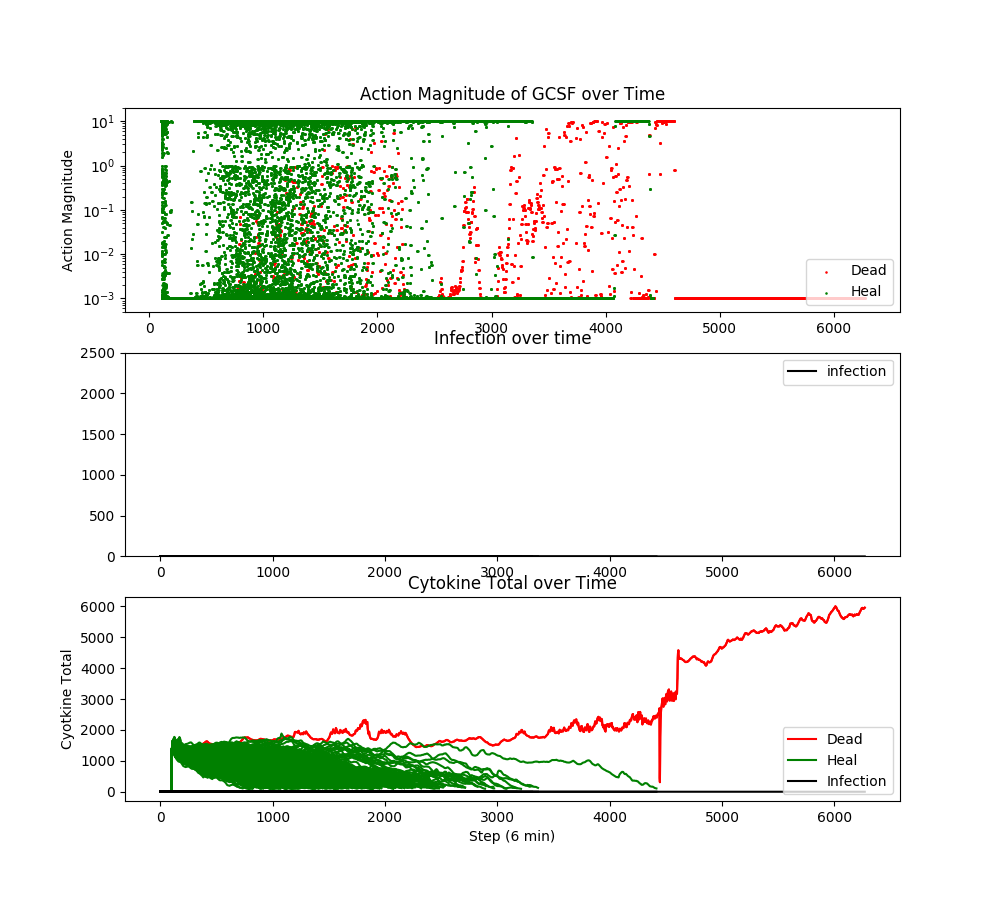 Action Magnitude of GCSF over Time
Action Magnitude
10¹
10⁰
10⁻¹
10⁻²
10⁻³
Dead
Heal
0 1000 2000 3000 4000 5000 6000
Infection over time
2500
2000
1500
1000
500
0
infection
0 1000 2000 3000 4000 5000 6000
Cytokine Total over Time
Cyotkine Total
6000
5000
4000
3000
2000
1000
0
Dead
Heal
Infection
0 1000 2000 3000 4000 5000 6000
Step (6 min)